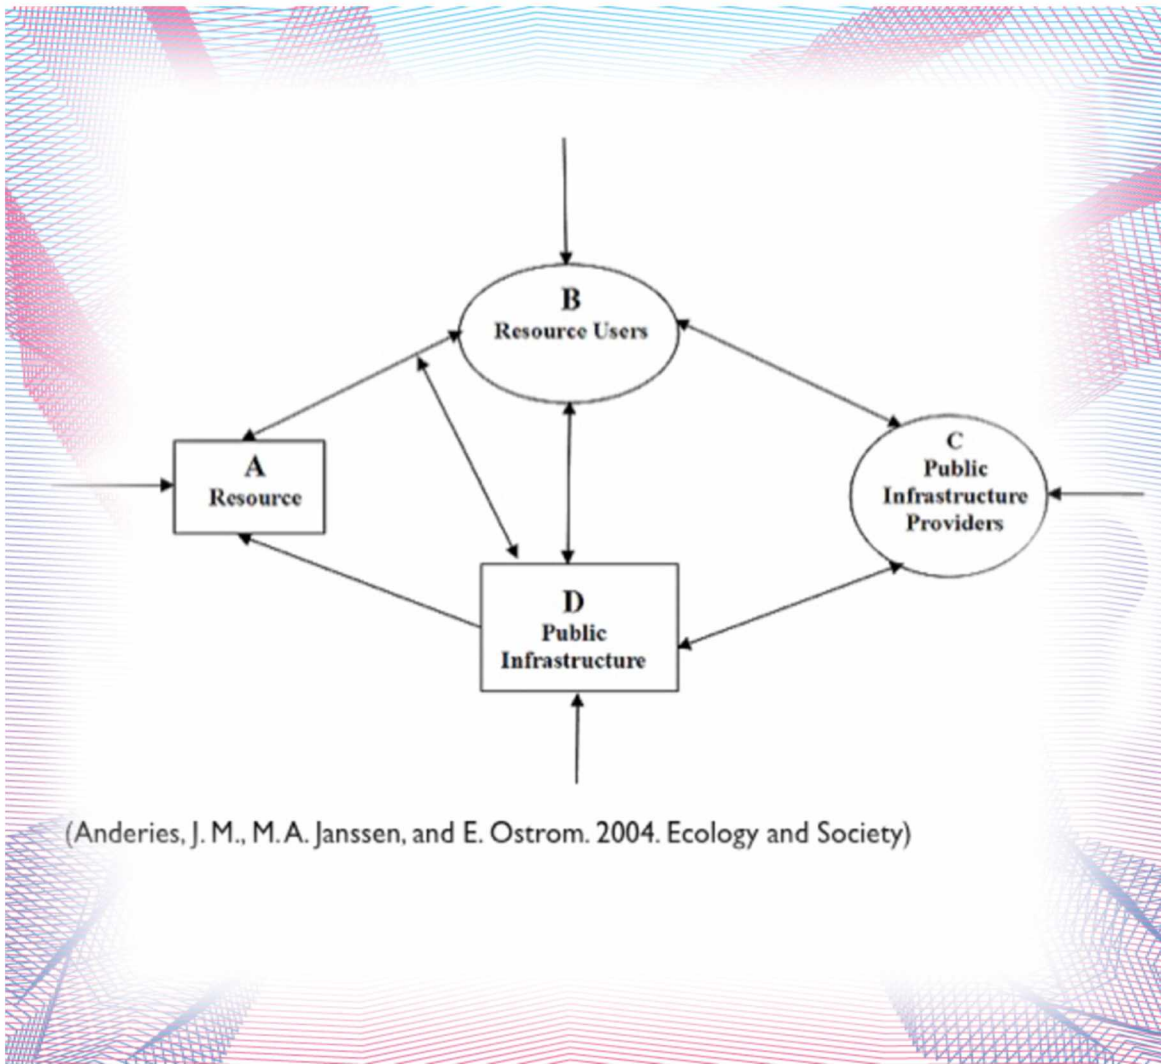 B
Resource Users
A
Resource
C
Public
Infrastructure
Providers
D
Public
Infrastructure
(Anderies, J. M., M. A. Janssen, and E. Ostrom. 2004. Ecology and Society)